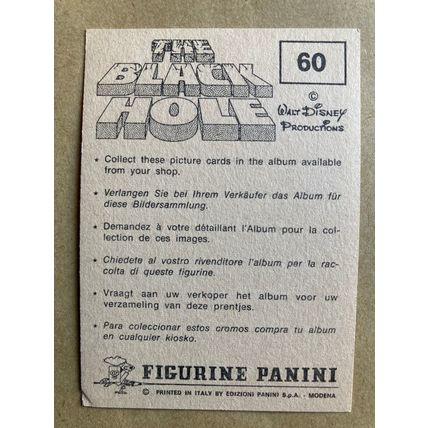 THE
BLACK
HOLE
60
©
WALT DISNEY
PRODUCTIONS
• Collect these picture cards in the album available
from your shop.
• Verlangen Sie bei Ihrem Verkäufer das Album für
diese Bildersammlung.
• Demandez à votre détaillant l'Album pour la col-
lection de ces images.
• Chiedete al vostro rivenditore l'album per la rac-
colta di queste figurine.
• Vraagt aan uw verkoper het album voor uw
verzameling van deze prentjes.
• Para coleccionar estos cromos compra tu album
en cualquier kiosko.
FIGURINE PANINI
© PRINTED IN ITALY BY EDIZIONI PANINI S.p.A. - MODENA